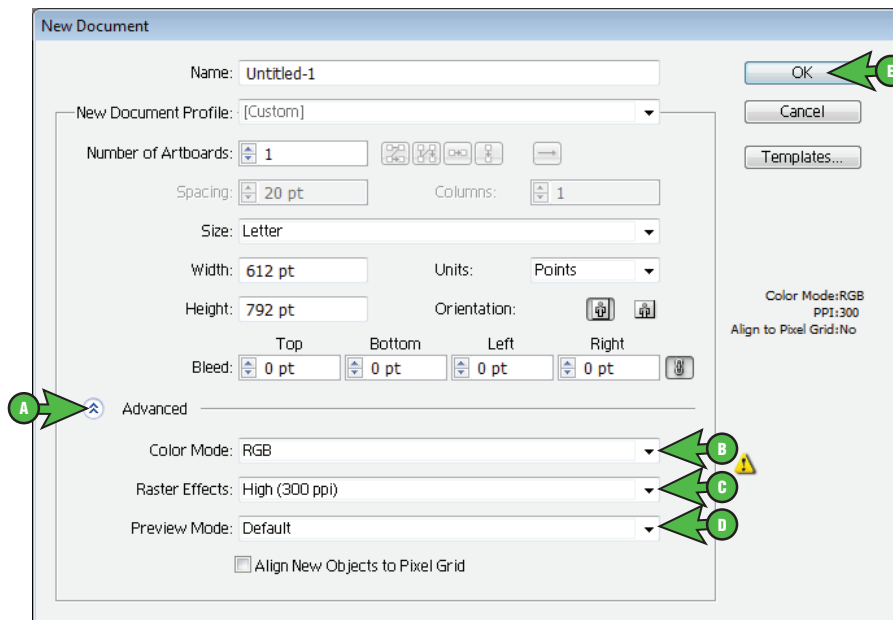 New Document
Name: Untitled-1
OK
E
New Document Profile: [Custom]
Cancel
Number of Artboards: 1
Templates...
Spacing: 20 pt Columns: 1
Size: Letter
Width: 612 pt Units: Points
Height: 792 pt Orientation:
Color Mode:RGB
PPI:300
Align to Pixel Grid:No
Top Bottom Left Right
Bleed: 0 pt 0 pt 0 pt 0 pt
A Advanced
Color Mode: RGB B
Raster Effects: High (300 ppi) C
Preview Mode: Default D
Align New Objects to Pixel Grid